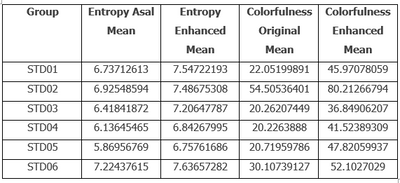 Group Entropy Asal Mean Entropy Enhanced Mean Colorfulness Original Mean Colorfulness Enhanced Mean
STD01 6.73712613 7.54722193 22.05199891 45.97078059
STD02 6.92548594 7.48675308 54.50536401 80.21266794
STD03 6.41841872 7.20647787 20.26207449 36.84906207
STD04 6.13645465 6.84267995 20.2263888 41.52389309
STD05 5.86956769 6.75761686 20.71959786 47.82059937
STD06 7.22437615 7.63657282 30.10739127 52.1027029